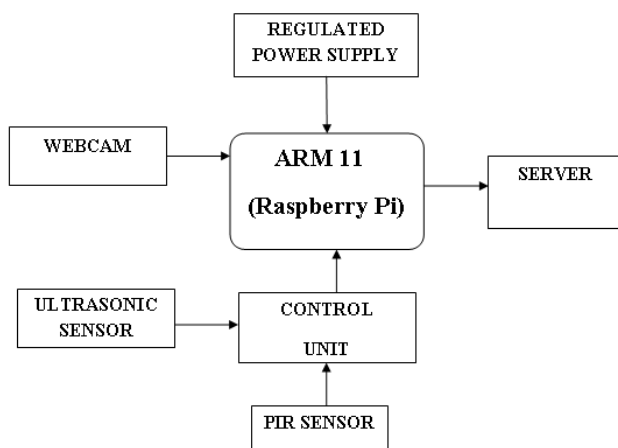 REGULATED
POWER SUPPLY
WEBCAM
ARM 11
(Raspberry Pi)
SERVER
ULTRASONIC
SENSOR
CONTROL
UNIT
PIR SENSOR